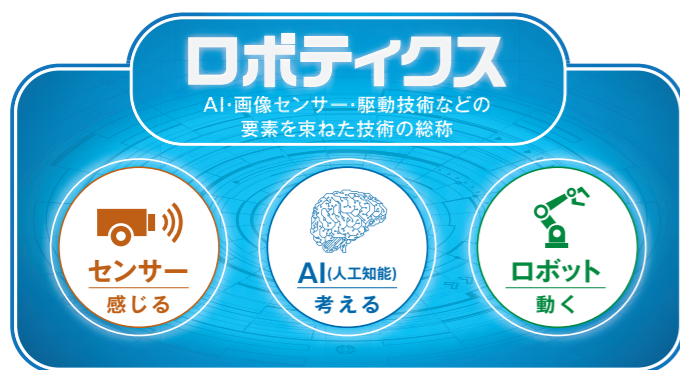 ロボティクス
AI・画像センサー・駆動技術などの
要素を束ねた技術の総称
センサー
感じる
AI(人工知能)
考える
ロボット
動く